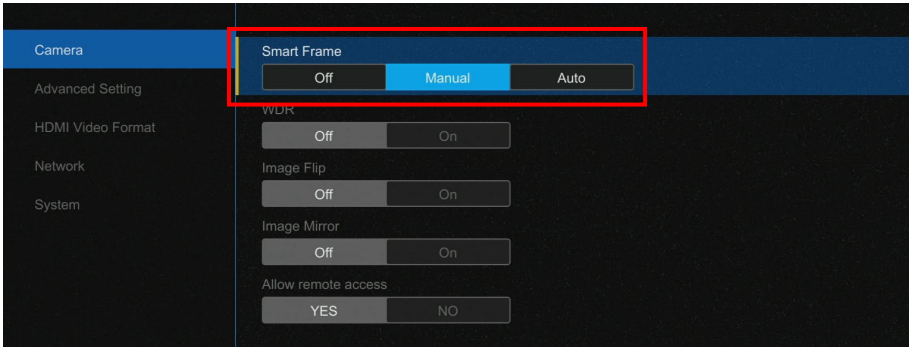 Camera
Advanced Setting
HDMI Video Format
Network
System
Smart Frame
Off Manual Auto
WDR
Off On
Image Flip
Off On
Image Mirror
Off On
Allow remote access
YES NO